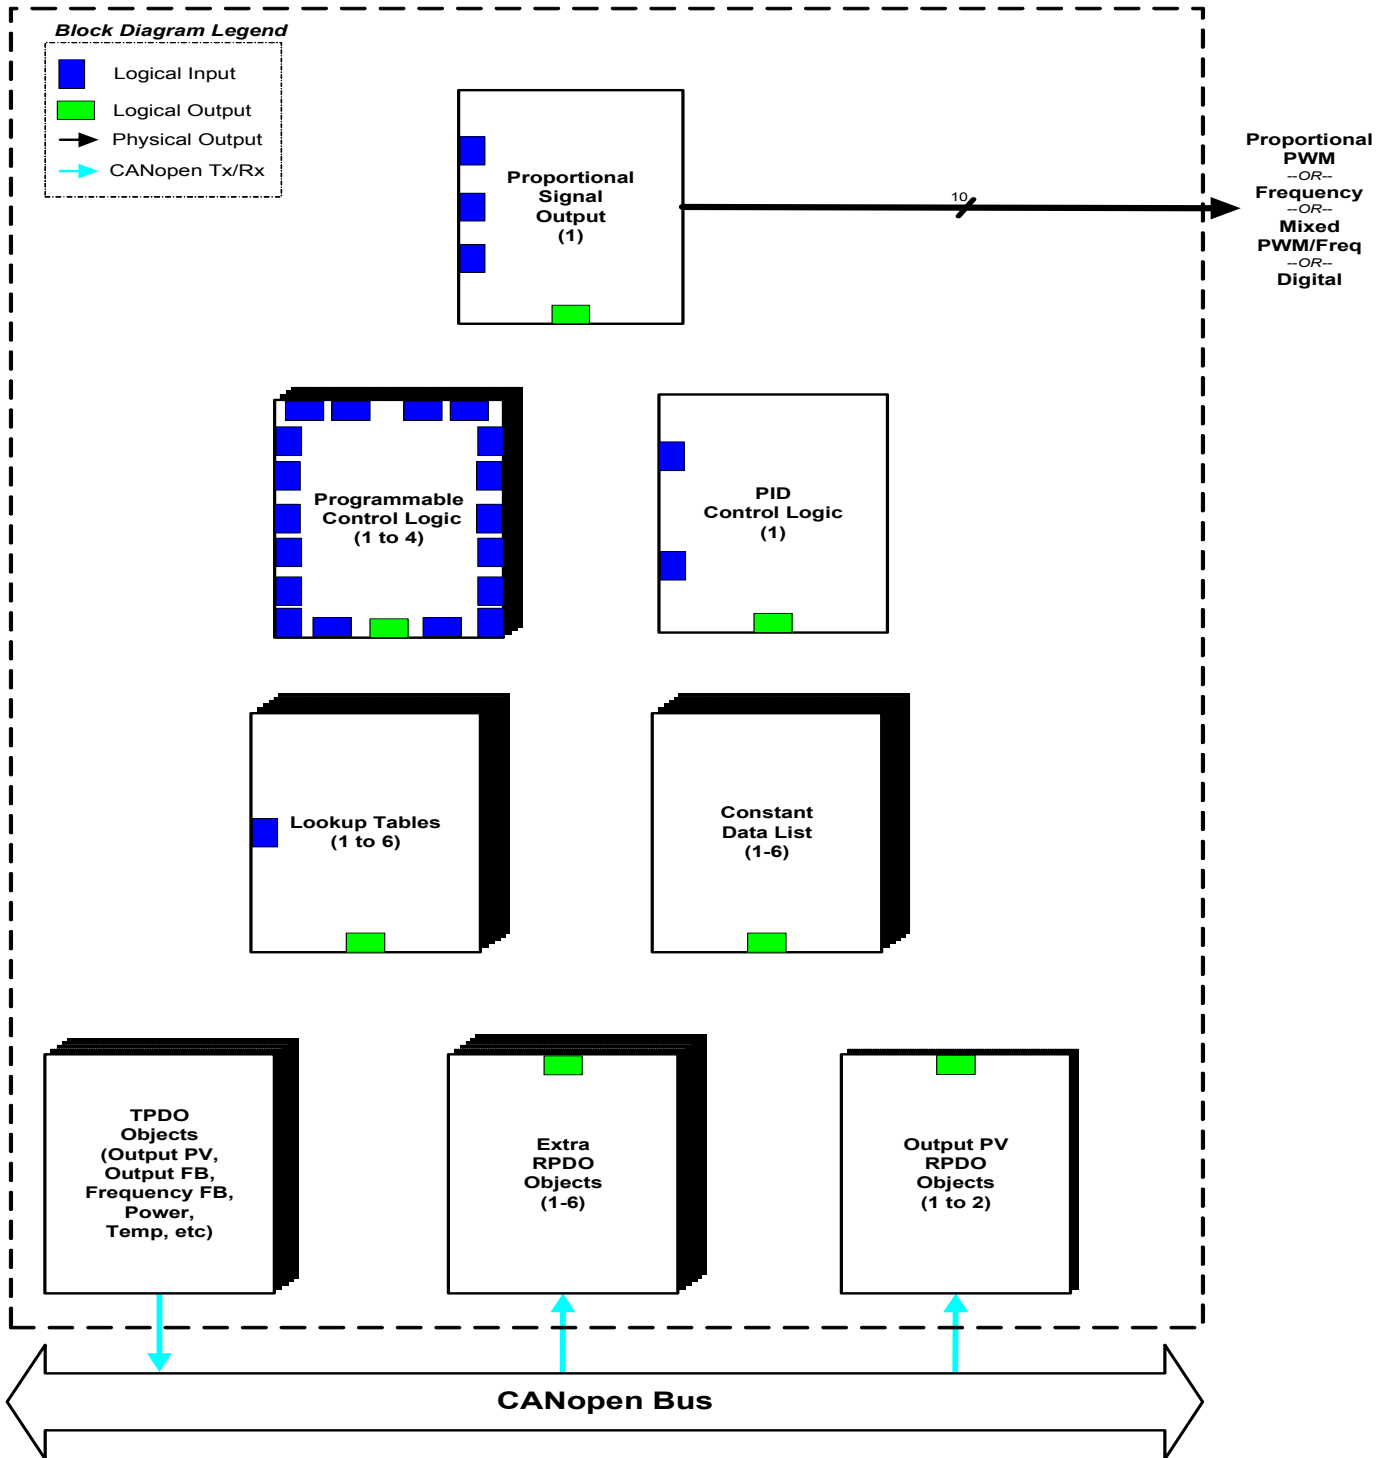 Block Diagram Legend
Logical Input
Logical Output
Physical Output
CANopen Tx/Rx
Proportional
Signal
Output
(1)
10
Proportional
PWM
--OR--
Frequency
--OR--
Mixed
PWM/Freq
--OR--
Digital
Programmable
Control Logic
(1 to 4)
PID
Control Logic
(1)
Lookup Tables
(1 to 6)
Constant
Data List
(1-6)
TPDO
Objects
(Output PV,
Output FB,
Frequency FB,
Power,
Temp, etc)
Extra
RPDO
Objects
(1-6)
Output PV
RPDO
Objects
(1 to 2)
CANopen Bus